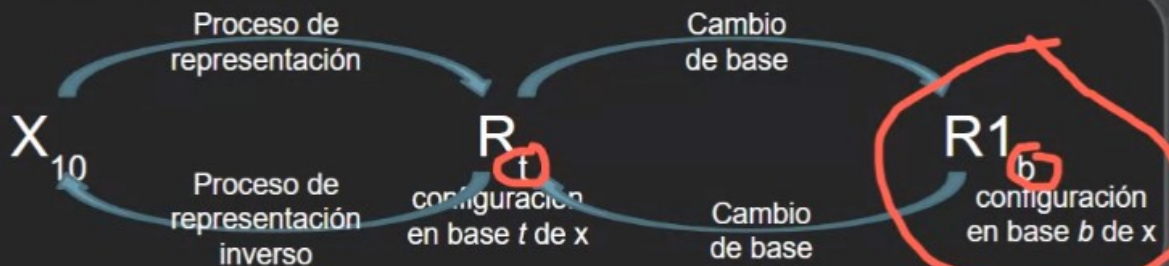 Proceso de
representación
Cambio
de base
X10
Rt
R1b
configuración
en base t de x
configuración
en base b de x
Proceso de
representación
inverso
Cambio
de base